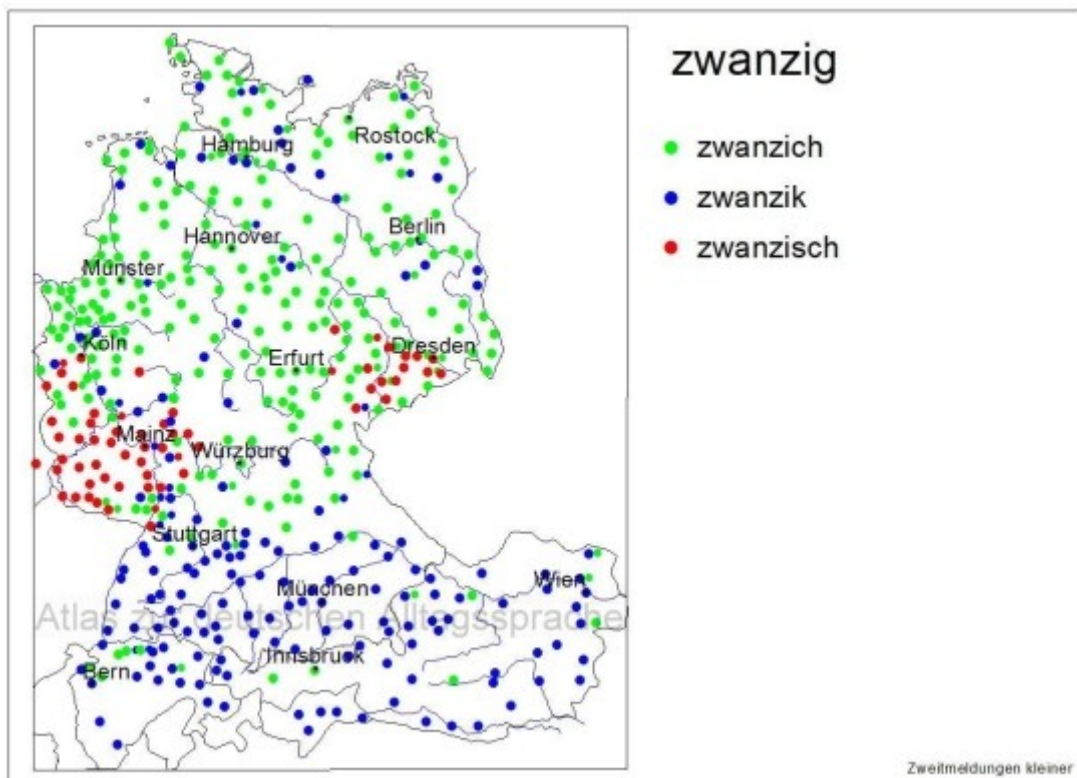 zwanzig
zwanzich
zwanzik
zwanzisch
Rostock
Hamburg
Berlin
Hannover
Münster
Köln
Dresden
Erfurt
Mainz
Würzburg
Stuttgart
Wien
München
Atlas zur deutschen Alltagssprache
Innsbruck
Bern
Zweitmeldungen kleiner